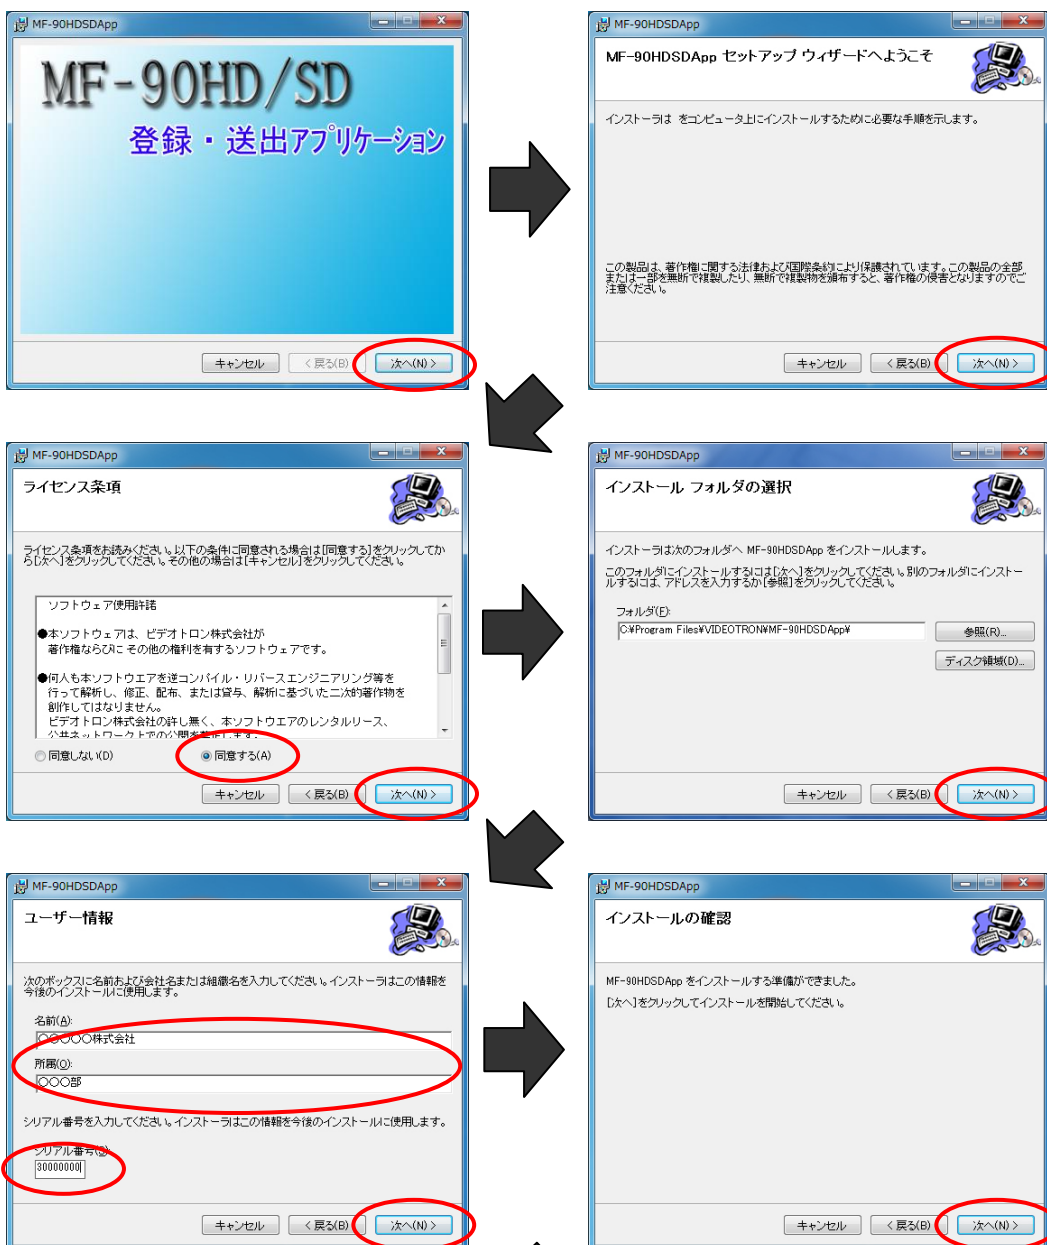 MF-90HDSDApp
MF-90HD/SD
登録・送出アプリケーション
キャンセル
< 戻る(B)
次へ(N) >
MF-90HDSDApp
MF-90HDSDApp セットアップ ウィザードへようこそ
インストーラは をコンピュータ上にインストールするために必要な手順を示します。
この製品は、著作権に関する法律および国際条約により保護されています。この製品の全部
または一部を無断で複製したり、無断で複製物を頒布すると、著作権の侵害となりますのでご
注意ください。
キャンセル
< 戻る(B)
次へ(N) >
MF-90HDSDApp
ライセンス条項
ライセンス条項をお読みください。以下の条件に同意される場合は[同意する]をクリックしてか
ら[次へ]をクリックしてください。その他の場合は[キャンセル]をクリックしてください。
ソフトウェア使用許諾
●本ソフトウェアは、ビデオトロン株式会社が
著作権ならびに その他の権利を有するソフトウェアです。
●何人も本ソフトウエアを逆コンパイル・リバースエンジニアリング等を
行って解析し、修正、配布、または貸与、解析に基づいた二次的著作物を
創作してはなりません。
ビデオトロン株式会社の許し無く、本ソフトウエアのレンタルリース、
公共ネットワーク上での公開を禁止します。
同意しない(D)
同意する(A)
キャンセル
< 戻る(B)
次へ(N) >
MF-90HDSDApp
インストール フォルダの選択
インストーラは次のフォルダへ MF-90HDSDApp をインストールします。
このフォルダにインストールするには[次へ]をクリックしてください。別のフォルダにインストー
ルするには、アドレスを入力するか[参照]をクリックしてください。
フォルダ(F):
C:¥Program Files¥VIDEOTRON¥MF-90HDSDApp¥
参照(R)...
ディスク領域(D)...
キャンセル
< 戻る(B)
次へ(N) >
MF-90HDSDApp
ユーザー情報
次のボックスに名前および会社名または組織名を入力してください。インストーラはこの情報を
今後のインストールに使用します。
名前(A):
○○○○○株式会社
所属(O):
○○○部
シリアル番号を入力してください。インストーラはこの情報を今後のインストールに使用します。
シリアル番号(S):
30000000
キャンセル
< 戻る(B)
次へ(N) >
MF-90HDSDApp
インストールの確認
MF-90HDSDApp をインストールする準備ができました。
[次へ]をクリックしてインストールを開始してください。
キャンセル
< 戻る(B)
次へ(N) >